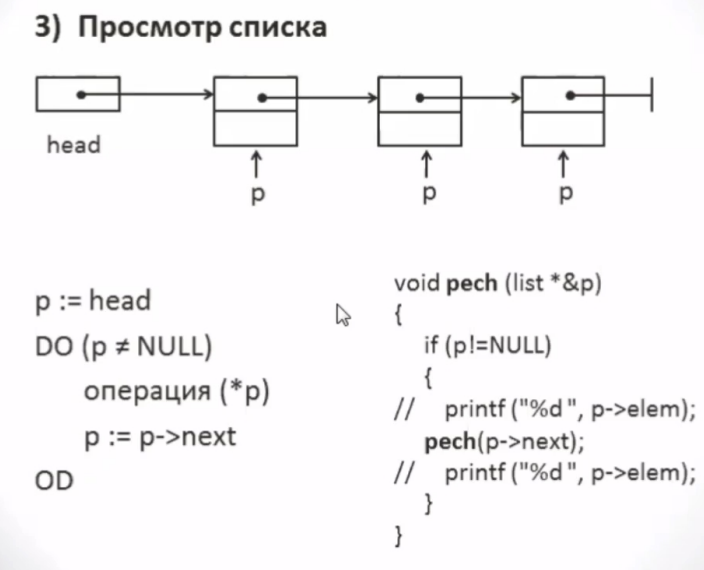 3) Просмотр списка
head
p
p
p
p := head
DO (p ≠ NULL)
операция (*p)
p := p->next
OD
void pech (list *&p)
{
if (p!=NULL)
{
// printf ("%d ", p->elem);
pech(p->next);
// printf ("%d ", p->elem);
}
}